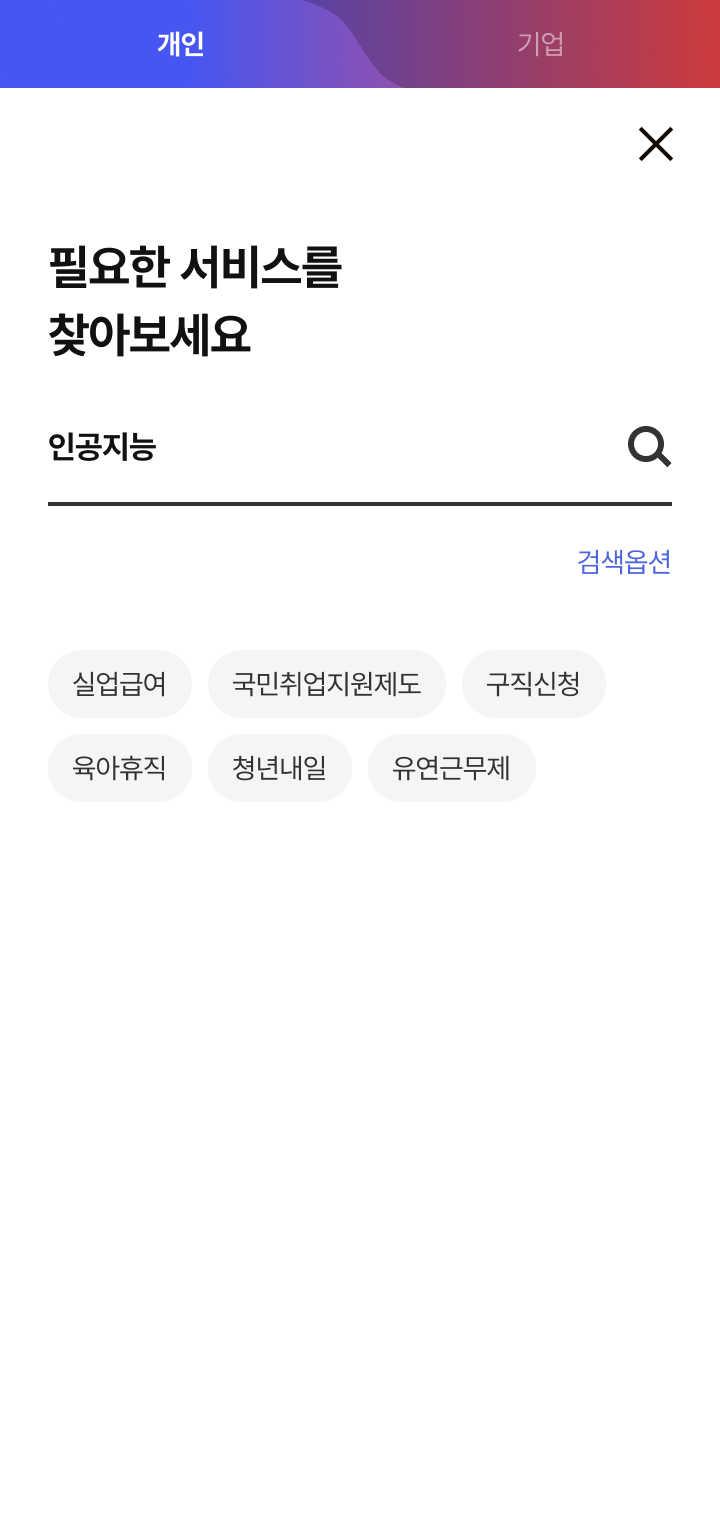 개인
기업
필요한 서비스를
찾아보세요
인공지능
검색옵션
실업급여 국민취업지원제도 구직신청
육아휴직 청년내일 유연근무제